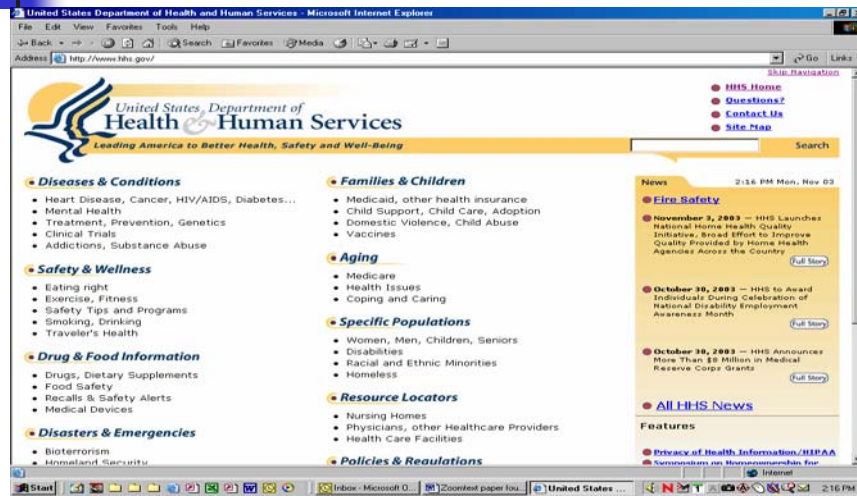 United States Department of Health and Human Services - Microsoft Internet Explorer
File Edit View Favorites Tools Help
Back Search Favorites Media
Address http://www.hhs.gov/ Go Links
Skip Navigation
HHS Home
Questions?
Contact Us
Site Map
United States Department of
Health & Human Services
Leading America to Better Health, Safety and Well-Being
Search
Diseases & Conditions
Heart Disease, Cancer, HIV/AIDS, Diabetes...
Mental Health
Treatment, Prevention, Genetics
Clinical Trials
Addictions, Substance Abuse
Safety & Wellness
Eating right
Exercise, Fitness
Safety Tips and Programs
Smoking, Drinking
Traveler's Health
Drug & Food Information
Drugs, Dietary Supplements
Food Safety
Recalls & Safety Alerts
Medical Devices
Disasters & Emergencies
Bioterrorism
Homeland Security
Families & Children
Medicaid, other health insurance
Child Support, Child Care, Adoption
Domestic Violence, Child Abuse
Vaccines
Aging
Medicare
Health Issues
Coping and Caring
Specific Populations
Women, Men, Children, Seniors
Disabilities
Racial and Ethnic Minorities
Homeless
Resource Locators
Nursing Homes
Physicians, other Healthcare Providers
Health Care Facilities
Policies & Regulations
News 2:16 PM Mon, Nov 03
Fire Safety
November 3, 2003 — HHS Launches
National Home Health Quality
Initiative, Broad Effort to Improve
Quality Provided by Home Health
Agencies Across the Country
Full Story
October 30, 2003 — HHS to Award
Individuals During Celebration of
National Disability Employment
Awareness Month
Full Story
October 30, 2003 — HHS Announces
More Than $8 Million in Medical
Reserve Corps Grants
Full Story
All HHS News
Features
Privacy of Health Information/HIPAA
Symposium on Homeownership for
Internet
Start Inbox - Microsoft O... Zoomtext paper fou... United States ... 2:16 PM